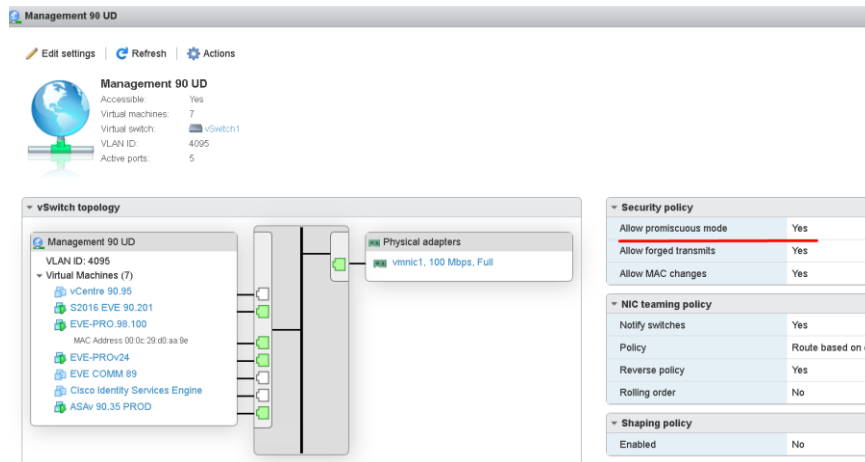 Management 90 UD
Edit settings Refresh Actions
Management 90 UD
Accessible: Yes
Virtual machines: 7
Virtual switch: vSwitch1
VLAN ID: 4095
Active ports: 5
vSwitch topology
Management 90 UD
VLAN ID: 4095
Virtual Machines (7)
vCentre 90.95
S2016 EVE 90.201
EVE-PRO.98.100
MAC Address 00:0c:29:d0:aa:9e
EVE-PROv24
EVE COMM 89
Cisco Identity Services Engine
ASAv 90.35 PROD
Physical adapters
vmnic1, 100 Mbps, Full
Security policy
Allow promiscuous mode Yes
Allow forged transmits Yes
Allow MAC changes Yes
NIC teaming policy
Notify switches Yes
Policy Route based on
Reverse policy Yes
Rolling order No
Shaping policy
Enabled No